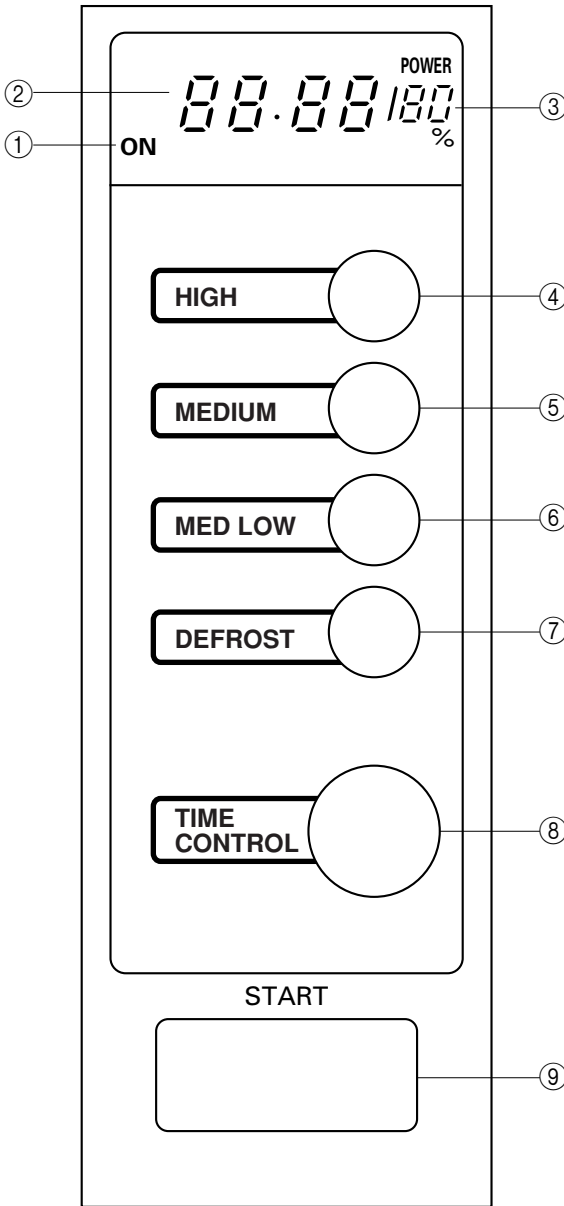 POWER
② 88.88 180 ③
%
① ON
HIGH ④
MEDIUM ⑤
MED LOW ⑥
DEFROST ⑦
TIME
CONTROL ⑧
START
⑨